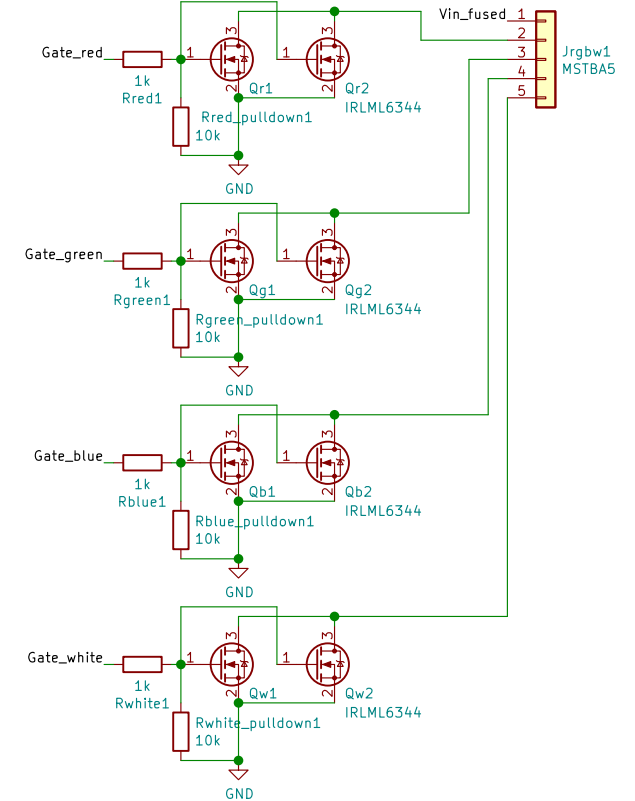 Vin_fused
1
2
3
4
5
Jrgbw1
MSTBA5
Gate_red
1k
Rred1
1
3
2
Qr1
1
3
2
Qr2
IRLML6344
Rred_pulldown1
10k
GND
Gate_green
1k
Rgreen1
1
3
2
Qg1
1
3
2
Qg2
IRLML6344
Rgreen_pulldown1
10k
GND
Gate_blue
1k
Rblue1
1
3
2
Qb1
1
3
2
Qb2
IRLML6344
Rblue_pulldown1
10k
GND
Gate_white
1k
Rwhite1
1
3
2
Qw1
1
3
2
Qw2
IRLML6344
Rwhite_pulldown1
10k
GND